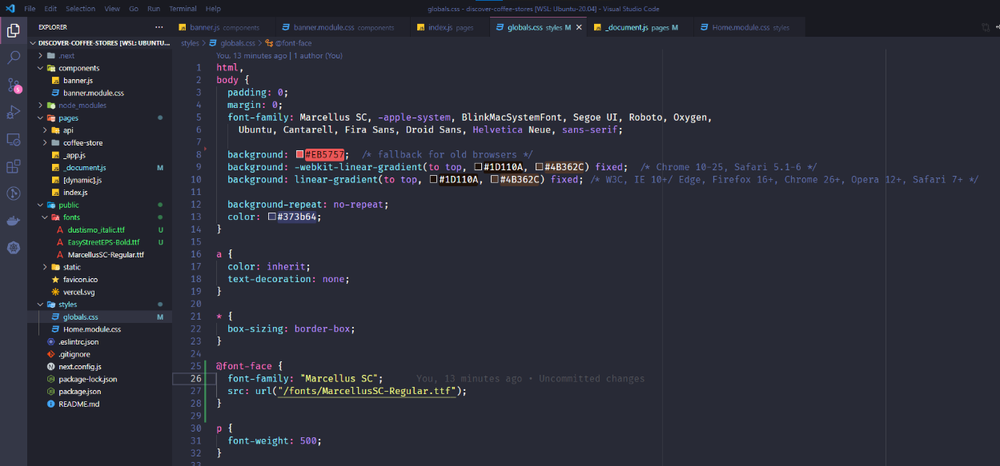 File Edit Selection View Go Run Terminal Help
globals.css - discover-coffee-stores [WSL: Ubuntu-20.04] - Visual Studio Code
EXPLORER ···
banner.js components
banner.module.css components
index.js pages
globals.css styles M
_document.js pages M
Home.module.css styles
DISCOVER-COFFEE-STORES [WSL: UBUNTU...
.next
components
banner.js
banner.module.css
node_modules
pages
api
coffee-store
_app.js
_document.js M
[dynamic].js
index.js
public
fonts
dustismo_italic.ttf U
EasyStreetEPS-Bold.ttf U
MarcellusSC-Regular.ttf
static
favicon.ico
vercel.svg
styles
globals.css M
Home.module.css
.eslintrc.json
.gitignore
next.config.js
package-lock.json
package.json
README.md
5
styles > globals.css > @font-face
You, 13 minutes ago | 1 author (You)
1 html,
2 body {
3 padding: 0;
4 margin: 0;
5 font-family: Marcellus SC, -apple-system, BlinkMacSystemFont, Segoe UI, Roboto, Oxygen,
6 Ubuntu, Cantarell, Fira Sans, Droid Sans, Helvetica Neue, sans-serif;
7
8 background: #EB5757; /* fallback for old browsers */
9 background: -webkit-linear-gradient(to top, #1D110A, #4B362C) fixed; /* Chrome 10-25, Safari 5.1-6 */
10 background: linear-gradient(to top, #1D110A, #4B362C) fixed; /* W3C, IE 10+/ Edge, Firefox 16+, Chrome 26+, Opera 12+, Safari 7+ */
11
12 background-repeat: no-repeat;
13 color: #373b64;
14 }
15
16 a {
17 color: inherit;
18 text-decoration: none;
19 }
20
21 * {
22 box-sizing: border-box;
23 }
24
25 @font-face {
26 font-family: "Marcellus SC"; You, 13 minutes ago • Uncommitted changes
27 src: url("/fonts/MarcellusSC-Regular.ttf");
28 }
29
30 p {
31 font-weight: 500;
32 }